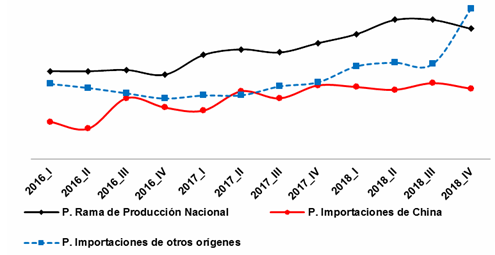 2016_I
2016_II
2016_III
2016_IV
2017_I
2017_II
2017_III
2017_IV
2018_I
2018_II
2018_III
2018_IV
P. Rama de Producción Nacional
P. Importaciones de China
P. Importaciones de otros orígenes